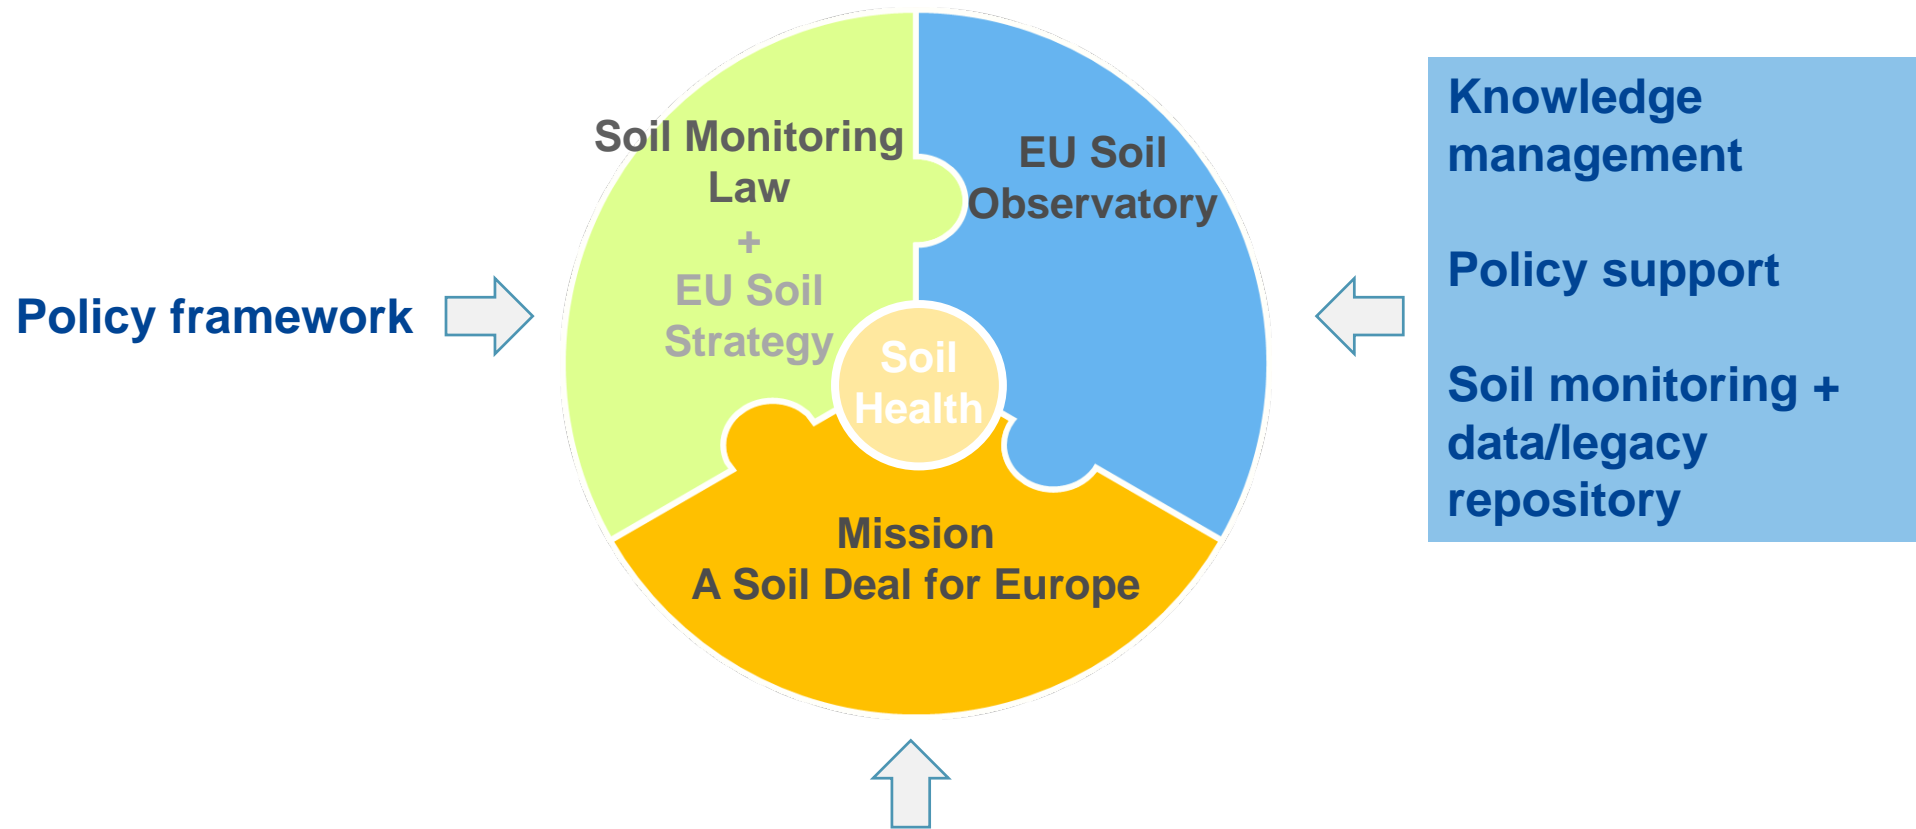 Policy framework
Soil Monitoring
Law
+
EU Soil
Strategy
EU Soil
Observatory
Soil
Health
Mission
A Soil Deal for Europe
Knowledge
management
Policy support
Soil monitoring +
data/legacy
repository